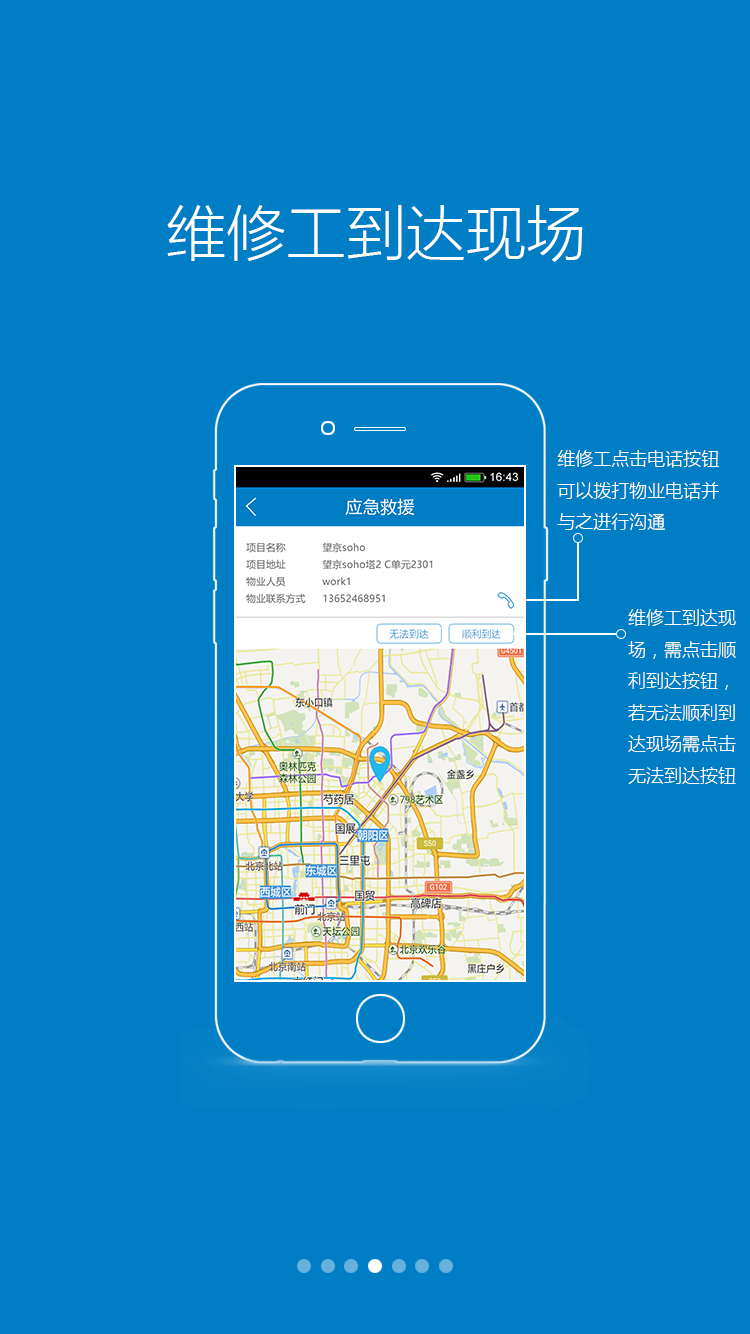 维修工到达现场
16:43
应急救援
项目名称 望京soho
项目地址 望京soho塔2 C单元2301
物业人员 work1
物业联系方式 13652468951
无法到达 顺利到达
维修工点击电话按钮
可以拨打物业电话并
与之进行沟通
维修工到达现
场，需点击顺
利到达按钮，
若无法顺利到
达现场需点击
无法到达按钮
G4501
东小口镇
首都
奥林匹克
森林公园
金盏乡
大学
芍药居
798艺术区
国展
朝阳区
S50
三里屯
北京北站
东城区
西城区
国贸
G102
前门
高碑店
北京站
西站
天坛公园
北京欢乐谷
北京南站
黑庄户乡